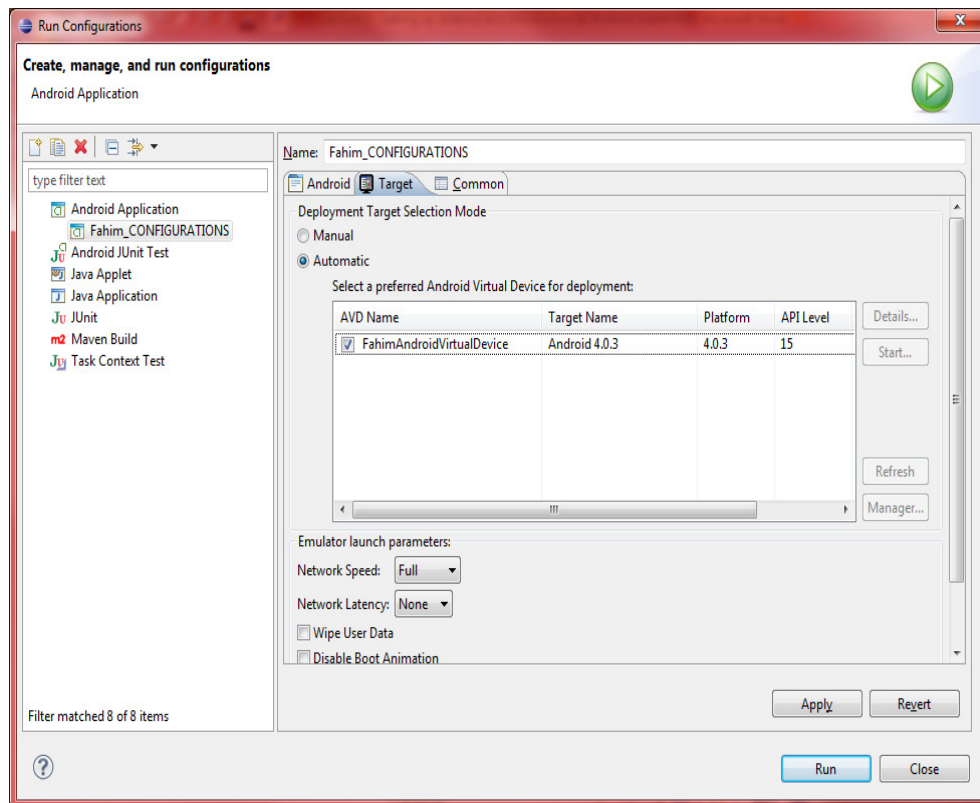 Run Configurations
X
Create, manage, and run configurations
Android Application
Name: Fahim_CONFIGURATIONS
type filter text
Android Application
Fahim_CONFIGURATIONS
Android JUnit Test
Java Applet
Java Application
JUnit
Maven Build
Task Context Test
Filter matched 8 of 8 items
Android Target Common
Deployment Target Selection Mode
Manual
Automatic
Select a preferred Android Virtual Device for deployment:
AVD Name Target Name Platform API Level
FahimAndroidVirtualDevice Android 4.0.3 4.0.3 15
Details...
Start...
Refresh
Manager...
Emulator launch parameters:
Network Speed: Full
Network Latency: None
Wipe User Data
Disable Boot Animation
Apply Revert
? Run Close